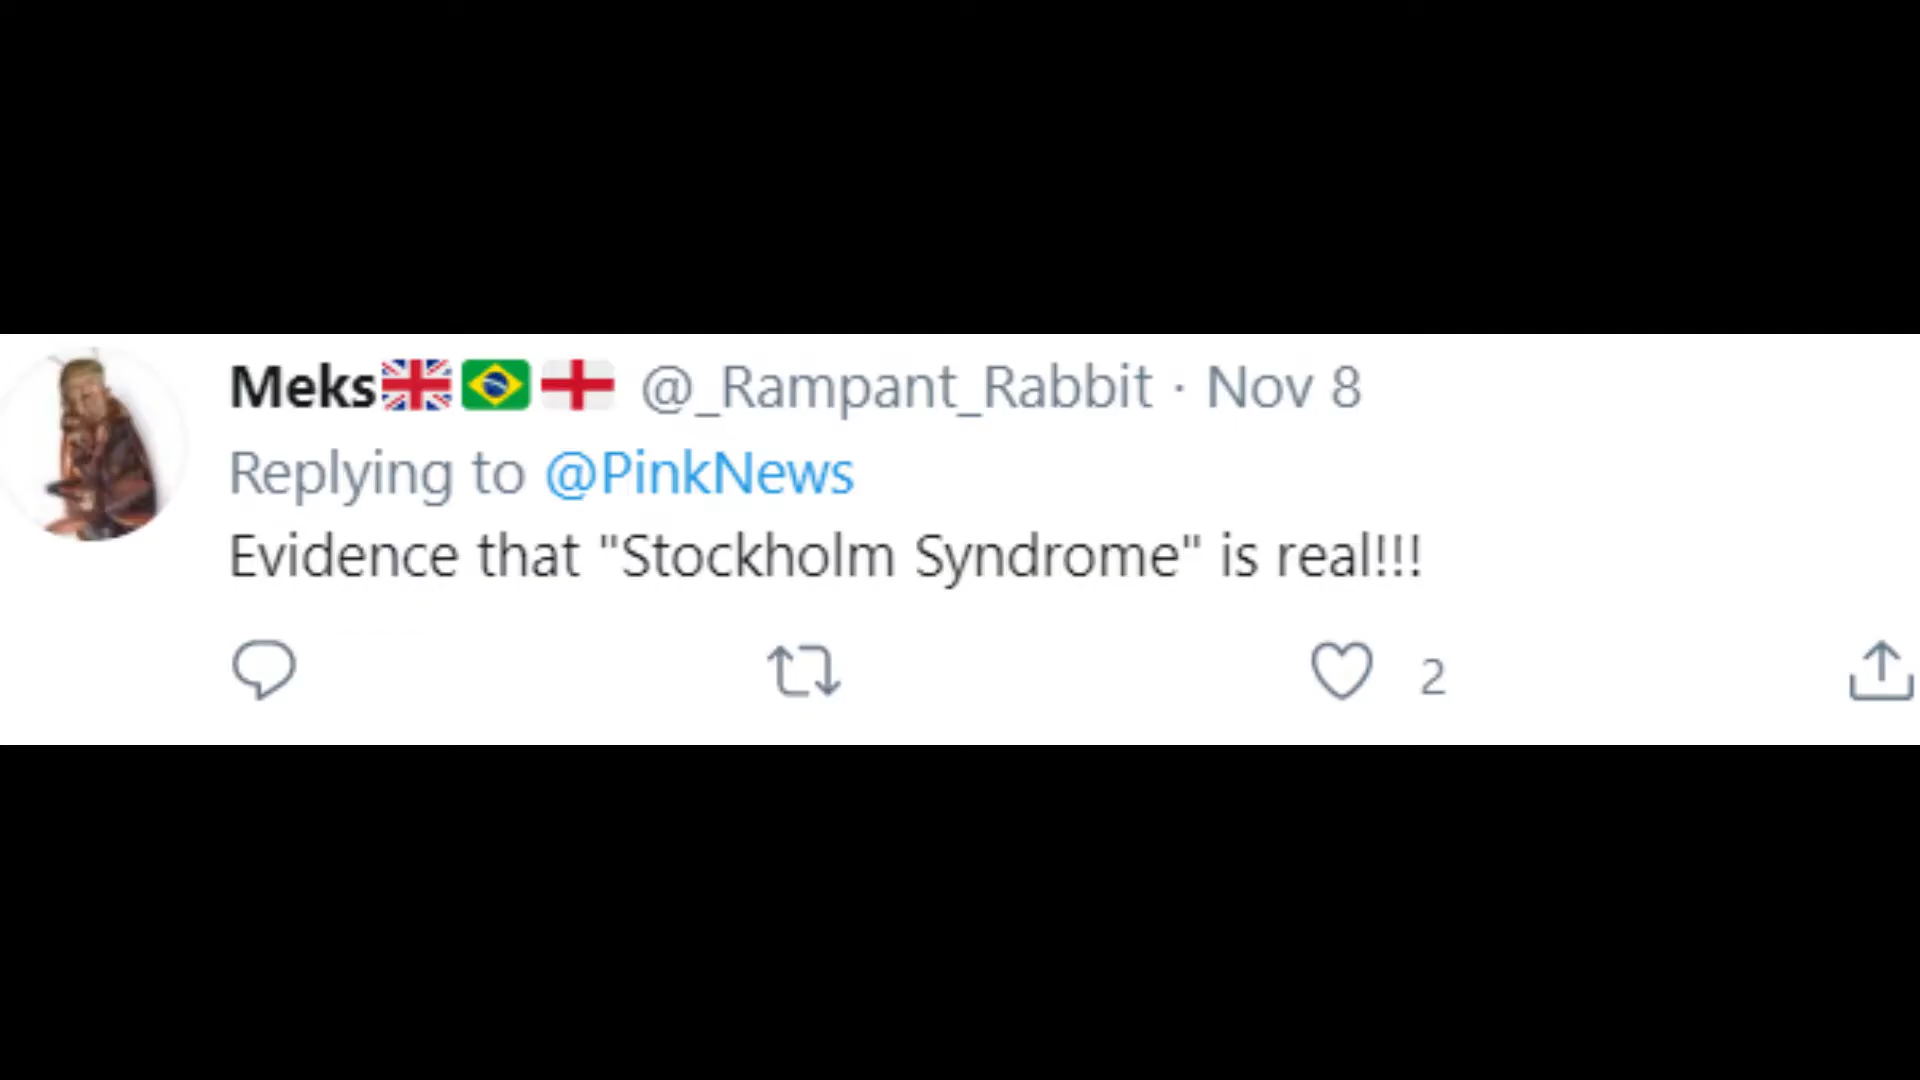 Meks🇬🇧🇧🇷🏴󠁧󠁢󠁥󠁮󠁧󠁿 @_Rampant_Rabbit · Nov 8
Replying to @PinkNews
Evidence that "Stockholm Syndrome" is real!!!
2